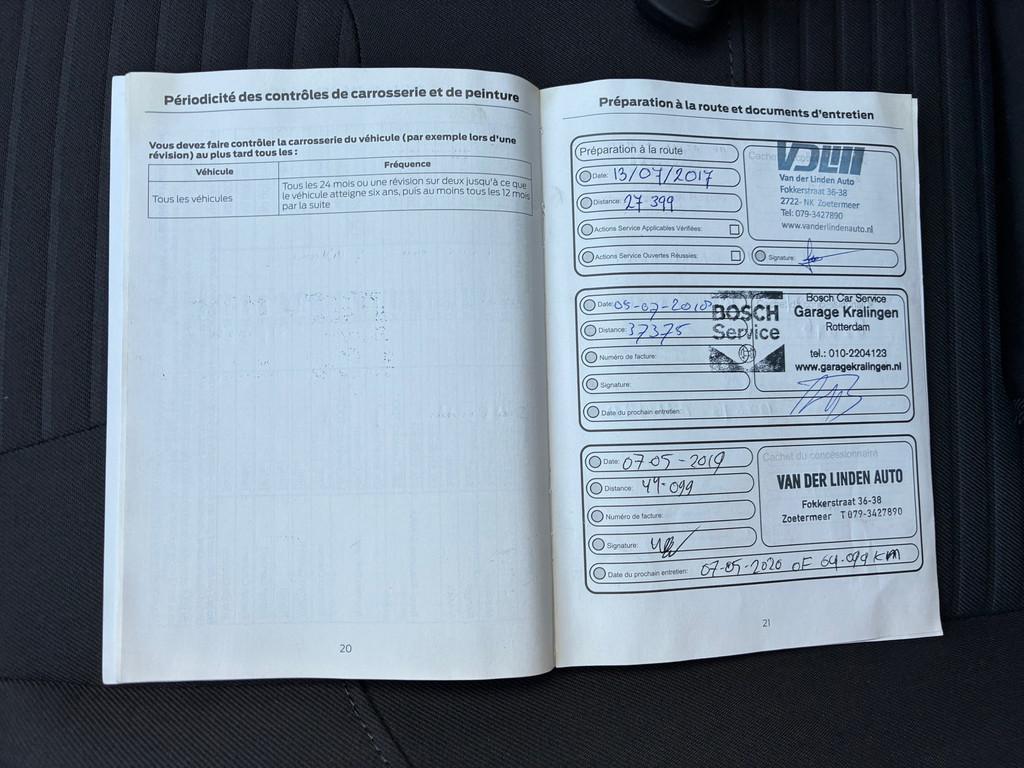 Périodicité des contrôles de carrosserie et de peinture
Vous devez faire contrôler la carrosserie du véhicule (par exemple lors d'une
révision) au plus tard tous les :
Véhicule Fréquence
Tous les véhicules
Tous les 24 mois ou une révision sur deux jusqu'à ce que
le véhicule atteigne six ans, puis au moins tous les 12 mois
par la suite
20
Préparation à la route et documents d'entretien
Préparation à la route
Date: 13/07/2017
Distance: 27 399
Actions Service Applicables Vérifiées:
Actions Service Ouvertes Réussies:
Cachet
VDLIN
Van der Linden Auto
Fokkerstraat 36-38
2722- NK Zoetermeer
Tel: 079-3427890
www.vanderlindenauto.nl
Signature:
Date: 05-07-2018
Distance: 37375
Numéro de facture:
Signature:
Date du prochain entretien:
BOSCH
Service
Bosch Car Service
Garage Kralingen
Rotterdam
tel.: 010-2204123
www.garagekralingen.nl
Date: 07-05-2019
Distance: 44-099
Numéro de facture:
Signature:
Cachet du concessionnaire
VAN DER LINDEN AUTO
Fokkerstraat 36-38
Zoetermeer T 079-3427890
Date du prochain entretien: 07-05-2020 OF 64.099 KM
21